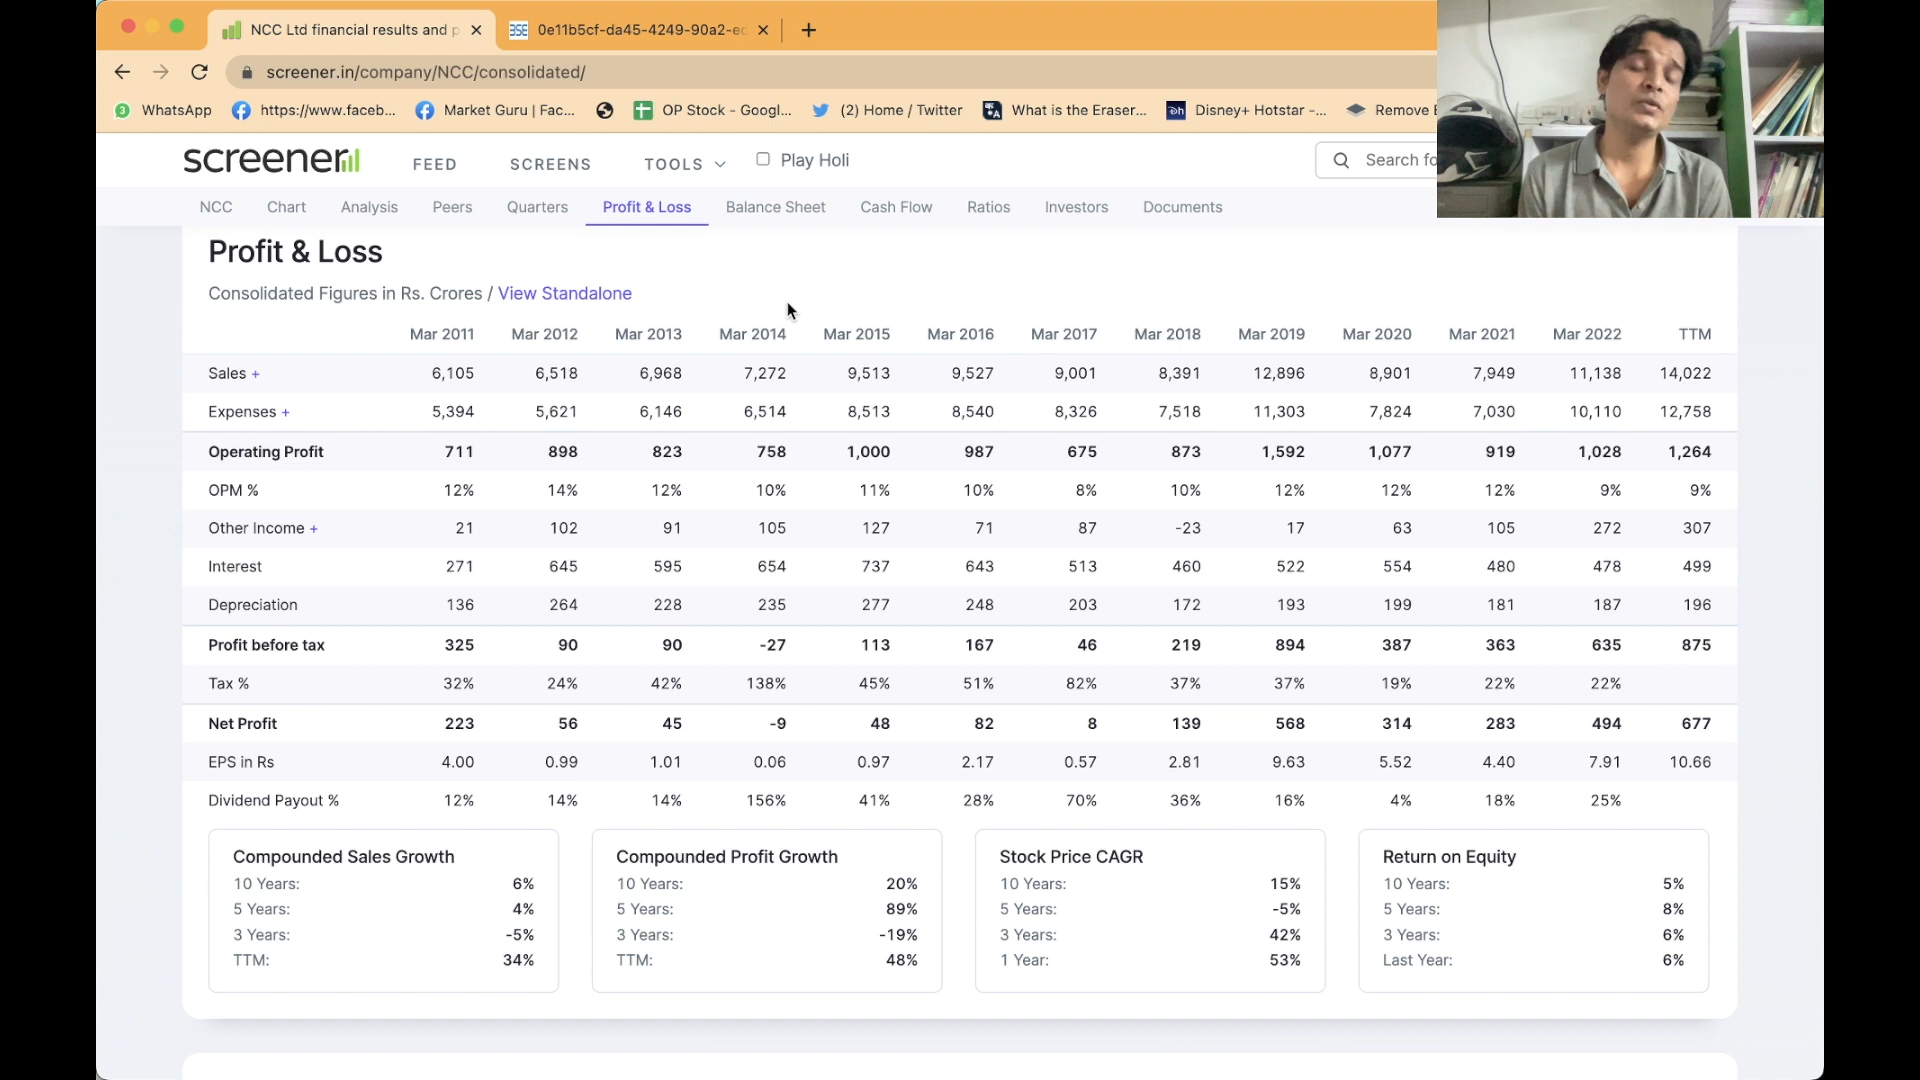 NCC Ltd financial results and p
BSE 0e11b5cf-da45-4249-90a2-ed
screener.in/company/NCC/consolidated/
3 WhatsApp https://www.faceb... Market Guru | Fac... OP Stock - Googl... (2) Home / Twitter What is the Eraser... Disney+ Hotstar -... Remove
screener FEED SCREENS TOOLS Play Holi Search fo
NCC Chart Analysis Peers Quarters Profit & Loss Balance Sheet Cash Flow Ratios Investors Documents
Profit & Loss
Consolidated Figures in Rs. Crores / View Standalone
Mar 2011 Mar 2012 Mar 2013 Mar 2014 Mar 2015 Mar 2016 Mar 2017 Mar 2018 Mar 2019 Mar 2020 Mar 2021 Mar 2022 TTM
Sales + 6,105 6,518 6,968 7,272 9,513 9,527 9,001 8,391 12,896 8,901 7,949 11,138 14,022
Expenses + 5,394 5,621 6,146 6,514 8,513 8,540 8,326 7,518 11,303 7,824 7,030 10,110 12,758
Operating Profit 711 898 823 758 1,000 987 675 873 1,592 1,077 919 1,028 1,264
OPM % 12% 14% 12% 10% 11% 10% 8% 10% 12% 12% 12% 9% 9%
Other Income + 21 102 91 105 127 71 87 -23 17 63 105 272 307
Interest 271 645 595 654 737 643 513 460 522 554 480 478 499
Depreciation 136 264 228 235 277 248 203 172 193 199 181 187 196
Profit before tax 325 90 90 -27 113 167 46 219 894 387 363 635 875
Tax % 32% 24% 42% 138% 45% 51% 82% 37% 37% 19% 22% 22%
Net Profit 223 56 45 -9 48 82 8 139 568 314 283 494 677
EPS in Rs 4.00 0.99 1.01 0.06 0.97 2.17 0.57 2.81 9.63 5.52 4.40 7.91 10.66
Dividend Payout % 12% 14% 14% 156% 41% 28% 70% 36% 16% 4% 18% 25%
Compounded Sales Growth
10 Years: 6%
5 Years: 4%
3 Years: -5%
TTM: 34%
Compounded Profit Growth
10 Years: 20%
5 Years: 89%
3 Years: -19%
TTM: 48%
Stock Price CAGR
10 Years: 15%
5 Years: -5%
3 Years: 42%
1 Year: 53%
Return on Equity
10 Years: 5%
5 Years: 8%
3 Years: 6%
Last Year: 6%